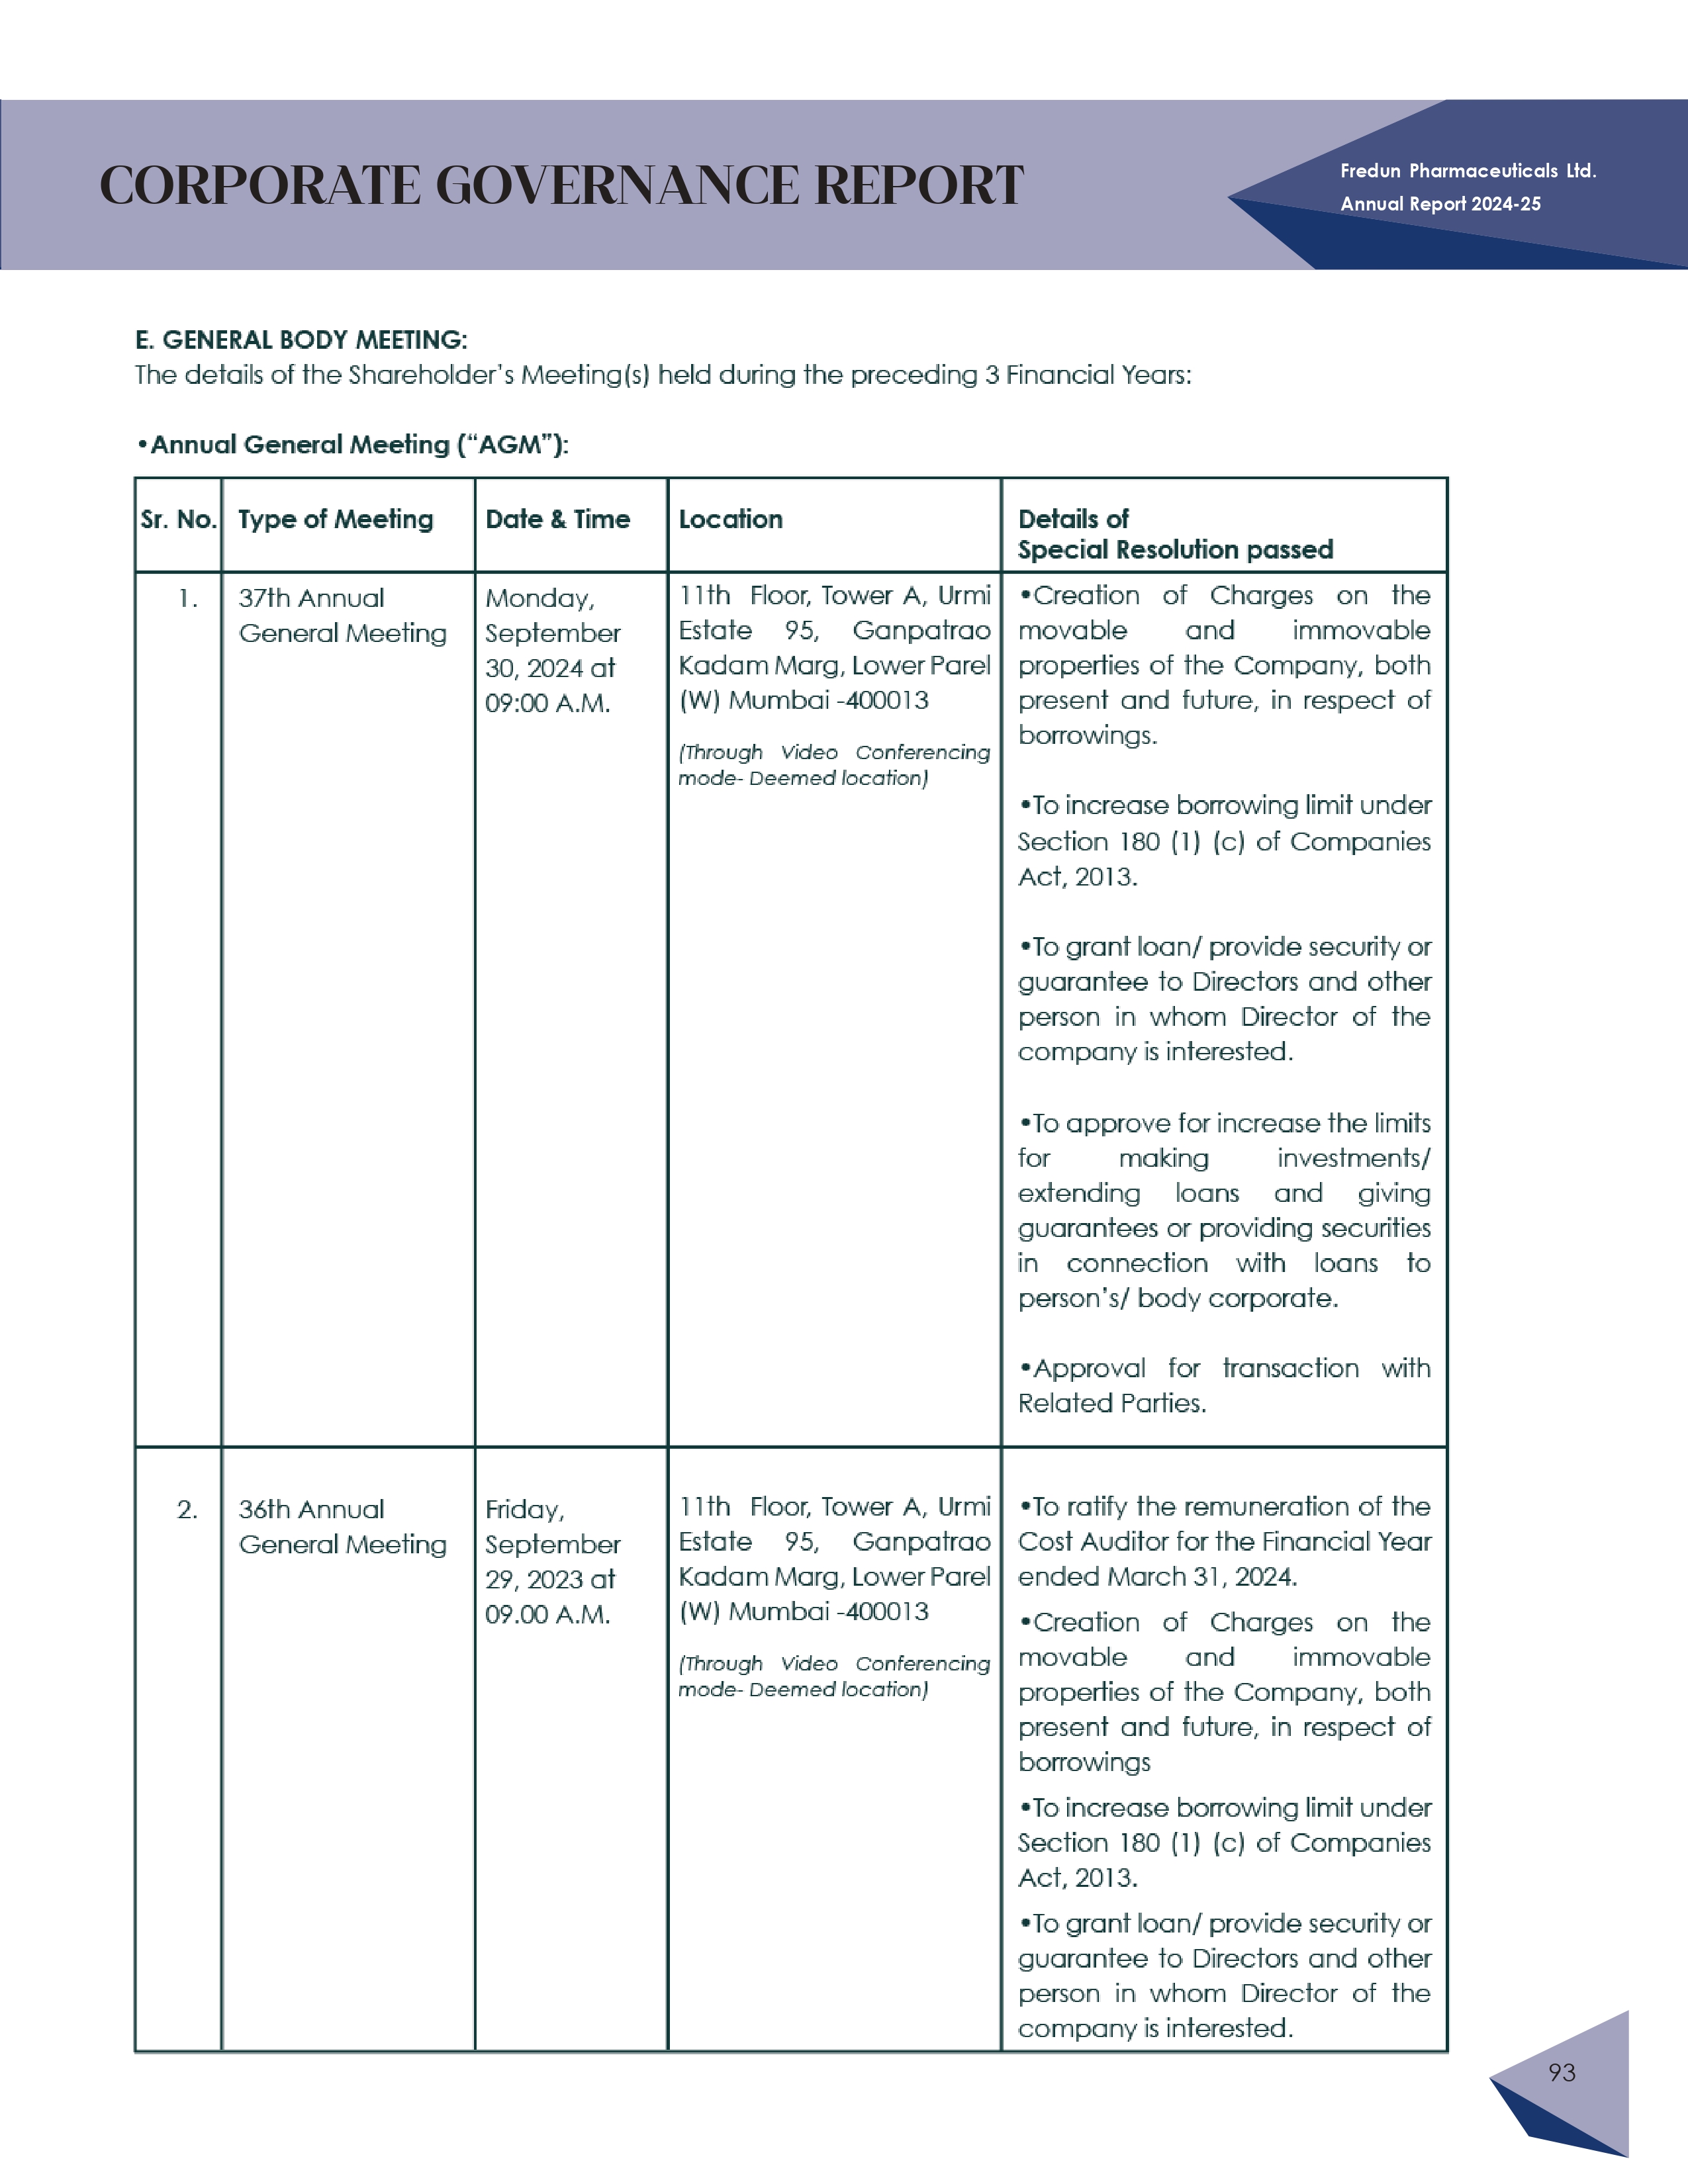 CORPORATE GOVERNANCE REPORT
Fredun Pharmaceuticals Ltd.
Annual Report 2024-25
E. GENERAL BODY MEETING:
The details of the Shareholder’s Meeting(s) held during the preceding 3 Financial Years:
•Annual General Meeting (“AGM”):
Sr. No.
Type of Meeting
Date & Time
Location
Details of
Special Resolution passed
1.
37th Annual
General Meeting
Monday,
September
30, 2024 at
09:00 A.M.
11th Floor, Tower A, Urmi
Estate 95, Ganpatrao
Kadam Marg, Lower Parel
(W) Mumbai -400013
(Through Video Conferencing
mode- Deemed location)
•Creation of Charges on the
movable and immovable
properties of the Company, both
present and future, in respect of
borrowings.
•To increase borrowing limit under
Section 180 (1) (c) of Companies
Act, 2013.
•To grant loan/ provide security or
guarantee to Directors and other
person in whom Director of the
company is interested.
•To approve for increase the limits
for making investments/
extending loans and giving
guarantees or providing securities
in connection with loans to
person’s/ body corporate.
•Approval for transaction with
Related Parties.
2.
36th Annual
General Meeting
Friday,
September
29, 2023 at
09.00 A.M.
11th Floor, Tower A, Urmi
Estate 95, Ganpatrao
Kadam Marg, Lower Parel
(W) Mumbai -400013
(Through Video Conferencing
mode- Deemed location)
•To ratify the remuneration of the
Cost Auditor for the Financial Year
ended March 31, 2024.
•Creation of Charges on the
movable and immovable
properties of the Company, both
present and future, in respect of
borrowings
•To increase borrowing limit under
Section 180 (1) (c) of Companies
Act, 2013.
•To grant loan/ provide security or
guarantee to Directors and other
person in whom Director of the
company is interested.
93